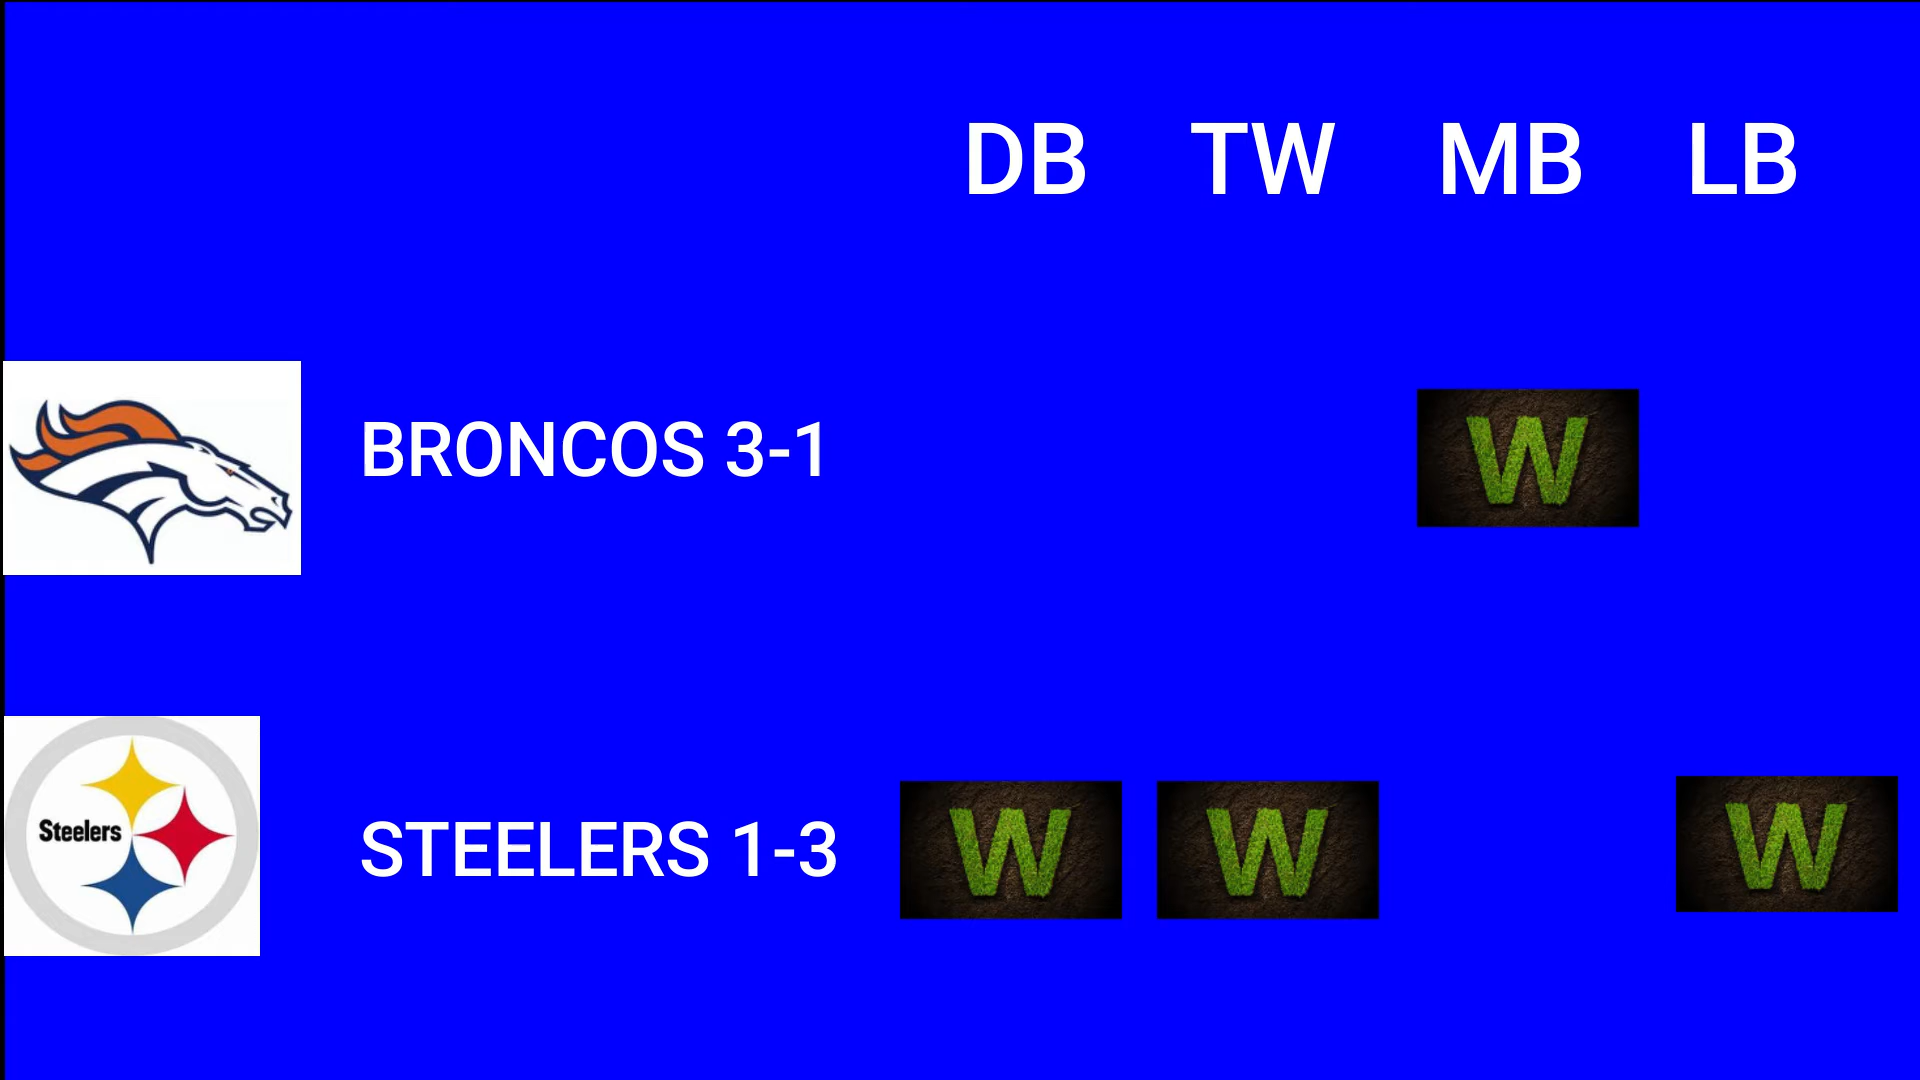 DB TW MB LB
BRONCOS 3-1
W
Steelers
STEELERS 1-3
W W W